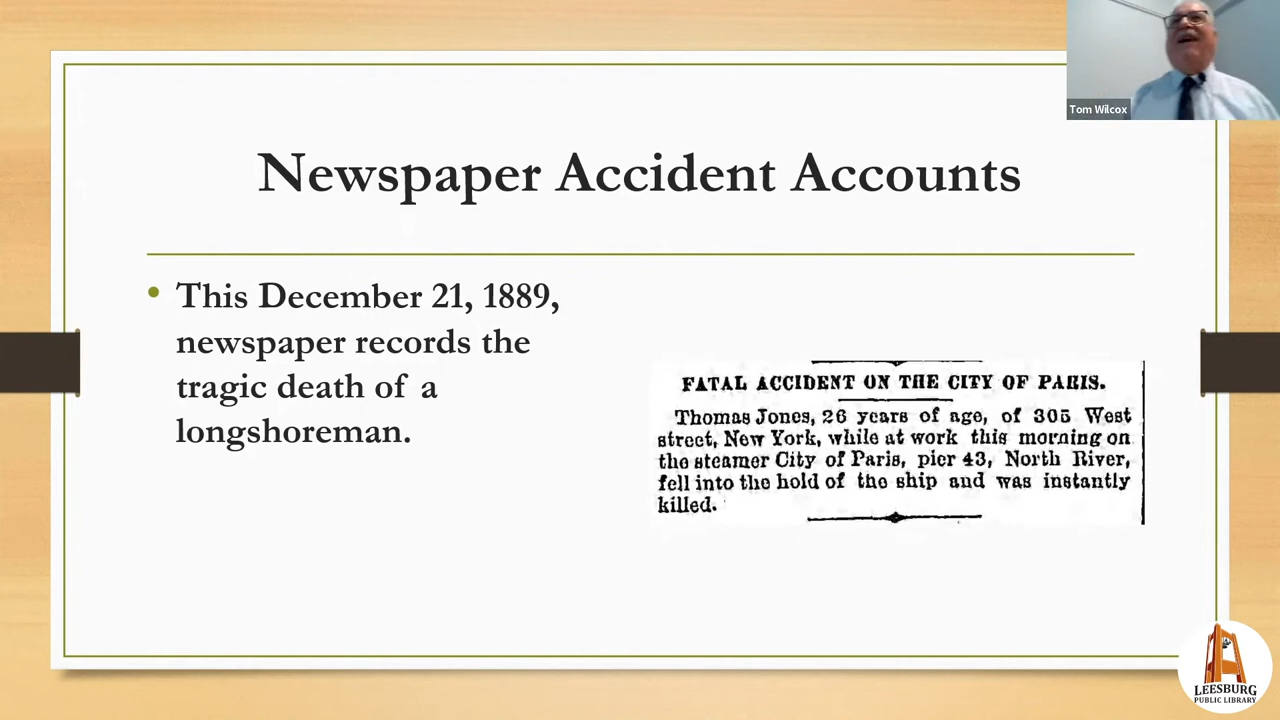 Tom Wilcox
Newspaper Accident Accounts
• This December 21, 1889,
newspaper records the
tragic death of a
longshoreman.
FATAL ACCIDENT ON THE CITY OF PARIS.
Thomas Jones, 26 years of age, of 305 West
street, New York, while at work this morning on
the steamer City of Paris, pier 43, North River,
fell into the hold of the ship and was instantly
killed.
LEESBURG
PUBLIC LIBRARY